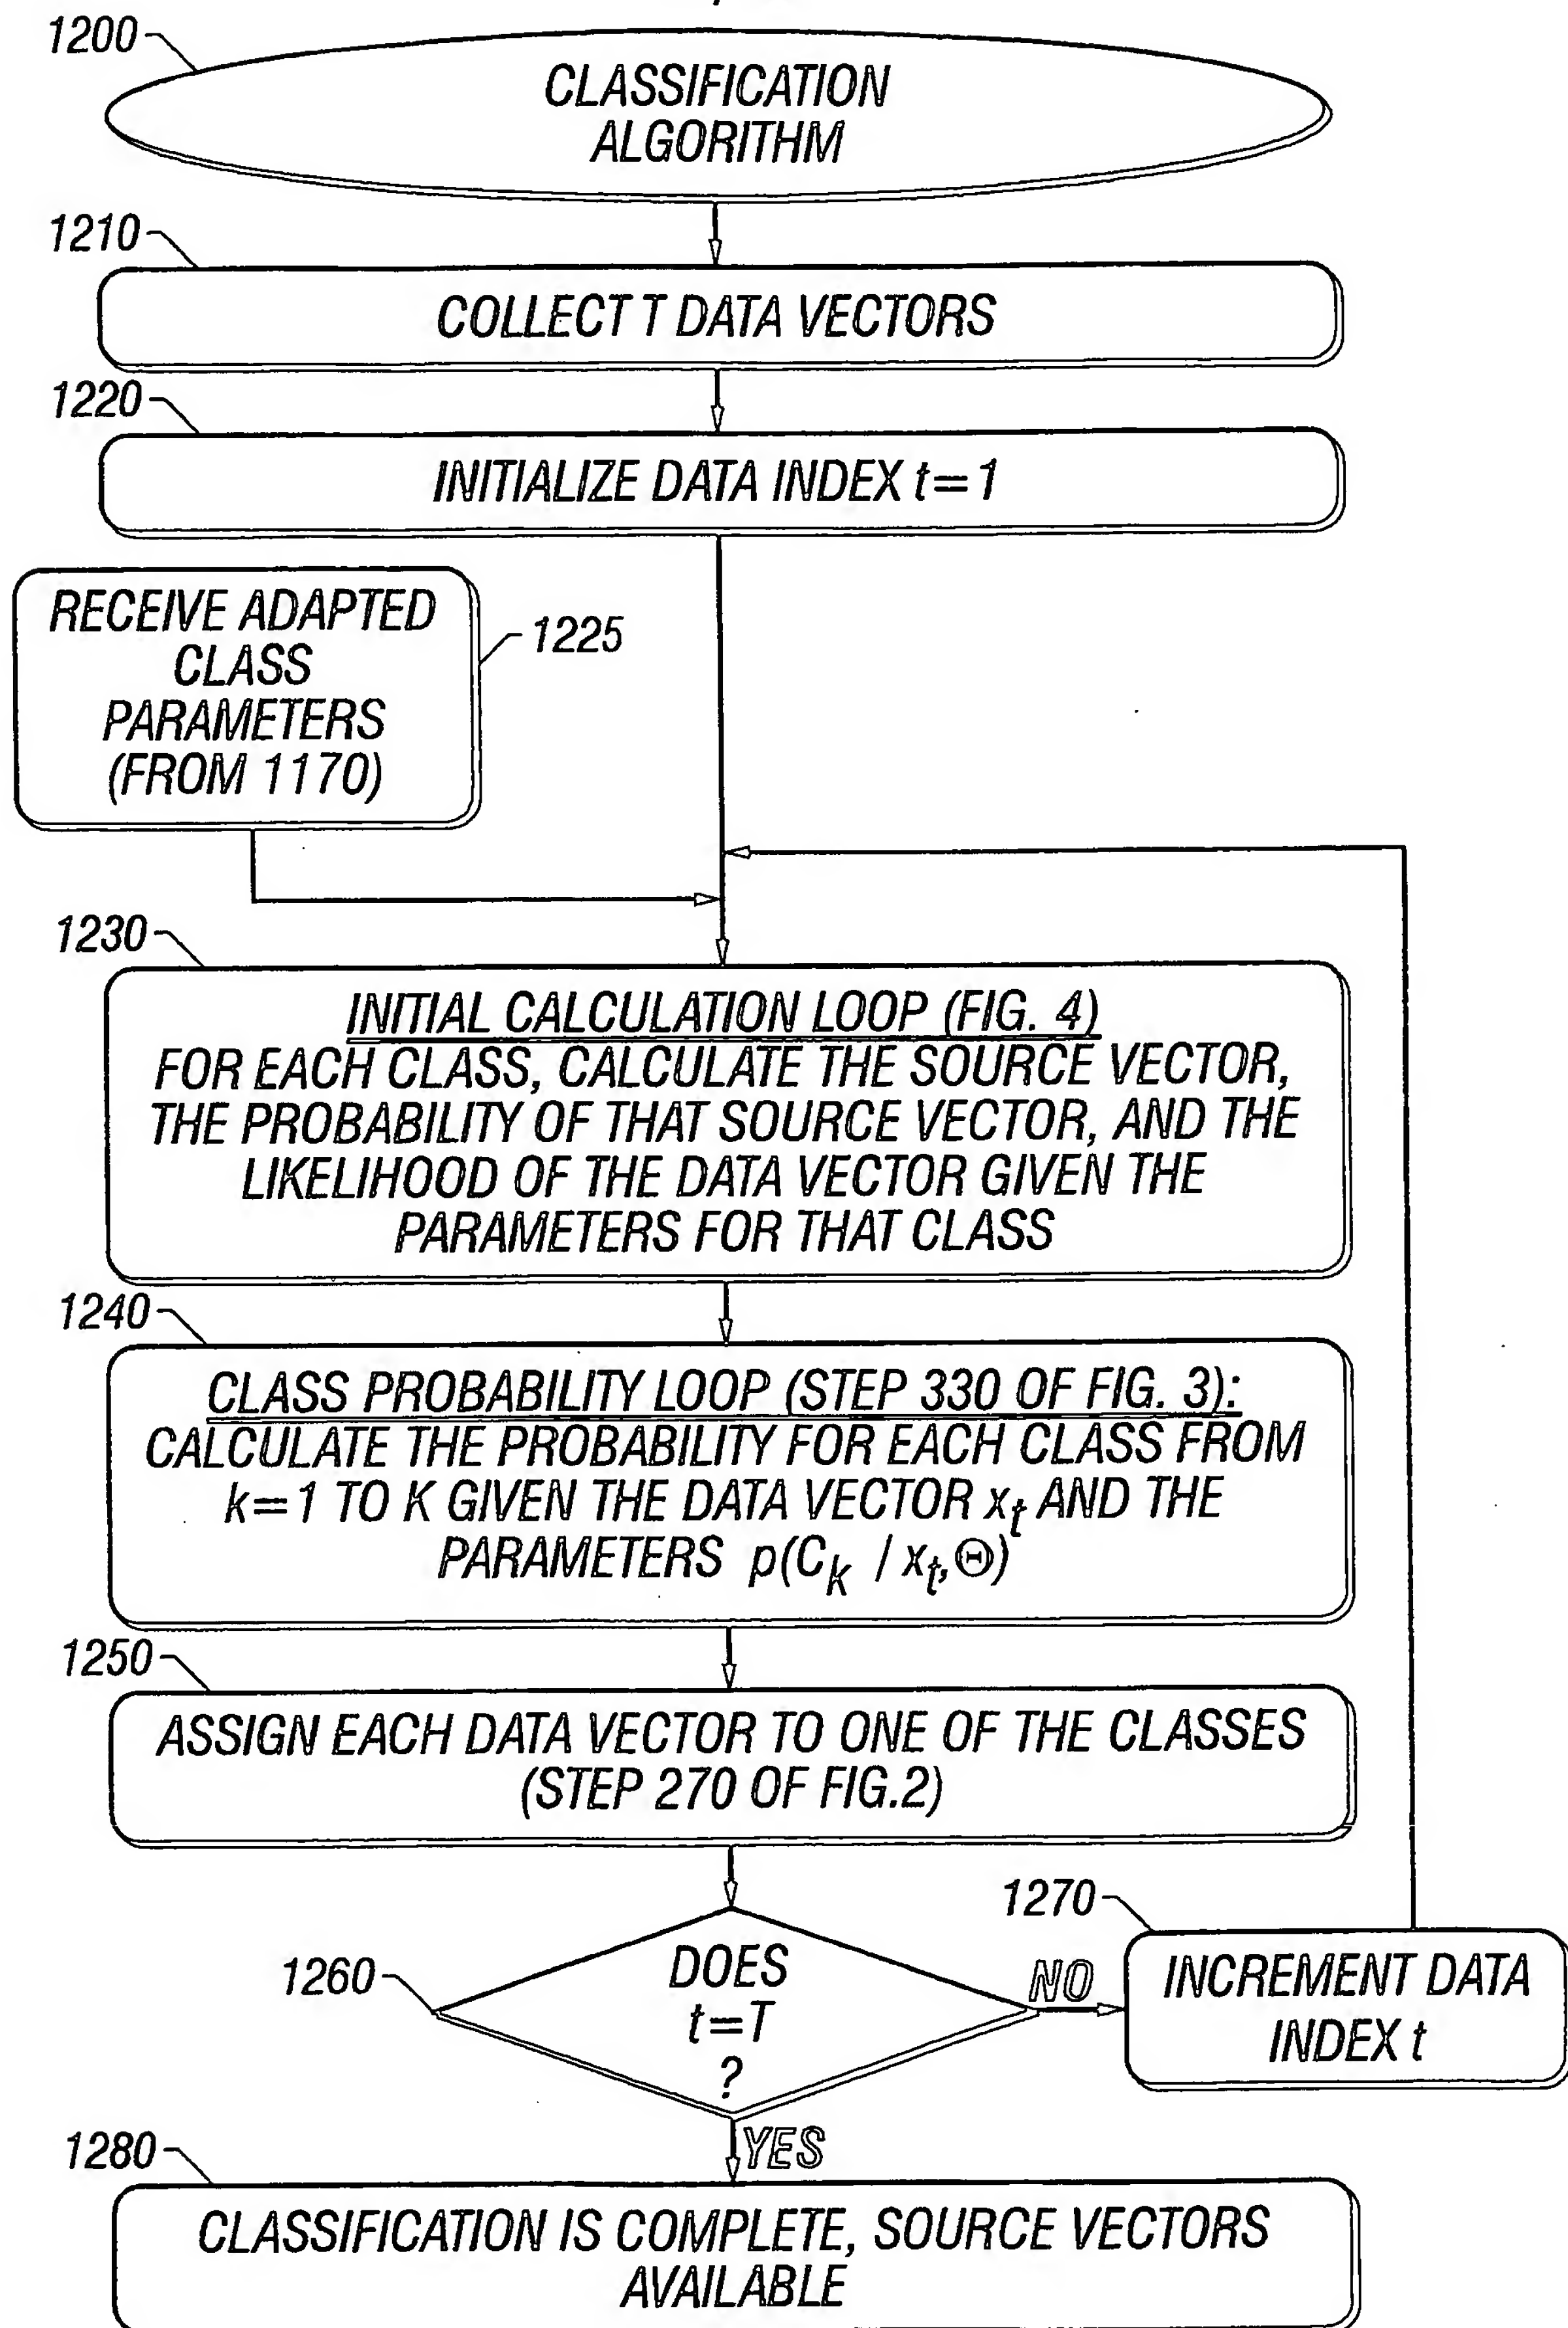 1200
CLASSIFICATION
ALGORITHM
1210
COLLECT T DATA VECTORS
1220
INITIALIZE DATA INDEX t=1
RECEIVE ADAPTED
CLASS
PARAMETERS
(FROM 1170)
1225
1230
INITIAL CALCULATION LOOP (FIG. 4)
FOR EACH CLASS, CALCULATE THE SOURCE VECTOR,
THE PROBABILITY OF THAT SOURCE VECTOR, AND THE
LIKELIHOOD OF THE DATA VECTOR GIVEN THE
PARAMETERS FOR THAT CLASS
1240
CLASS PROBABILITY LOOP (STEP 330 OF FIG. 3):
CALCULATE THE PROBABILITY FOR EACH CLASS FROM
k=1 TO K GIVEN THE DATA VECTOR xt AND THE
PARAMETERS p(Ck / xt,Θ)
1250
ASSIGN EACH DATA VECTOR TO ONE OF THE CLASSES
(STEP 270 OF FIG.2)
1260
DOES
t=T
?
NO
1270
INCREMENT DATA
INDEX t
YES
1280
CLASSIFICATION IS COMPLETE, SOURCE VECTORS
AVAILABLE